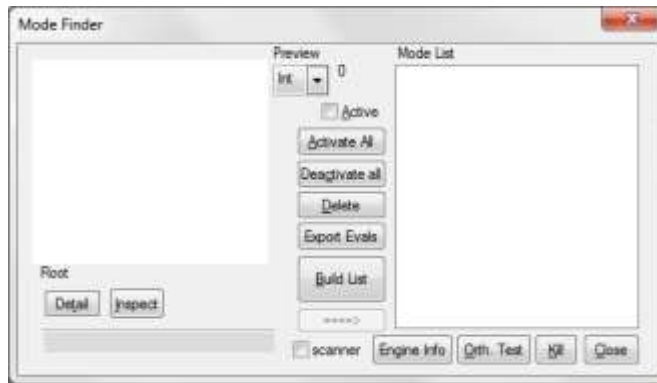 Mode Finder
Preview
Mode List
Int
0
Active
Activate All
Deactivate all
Delete
Export Evals
Root
Build List
Detail
Inspect
====>
scanner
Engine Info
Orth. Test
Kill
Close